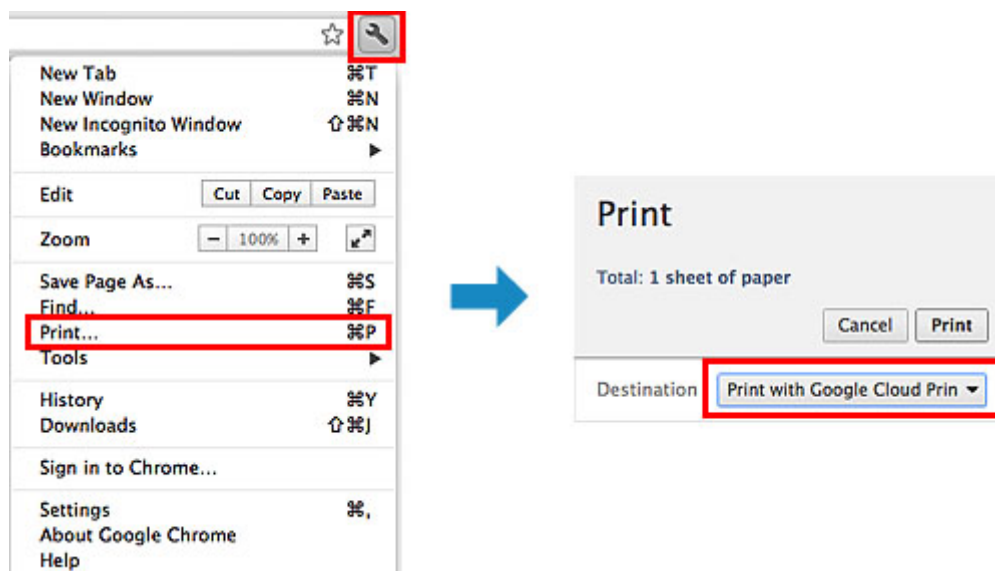 New Tab ⌘T
New Window ⌘N
New Incognito Window ⇧⌘N
Bookmarks ▶
Edit Cut Copy Paste
Zoom − 100% +
Save Page As... ⌘S
Find... ⌘F
Print... ⌘P
Tools ▶
History ⌘Y
Downloads ⇧⌘J
Sign in to Chrome...
Settings ⌘,
About Google Chrome
Help
Print
Total: 1 sheet of paper
Cancel Print
Destination Print with Google Cloud Prin